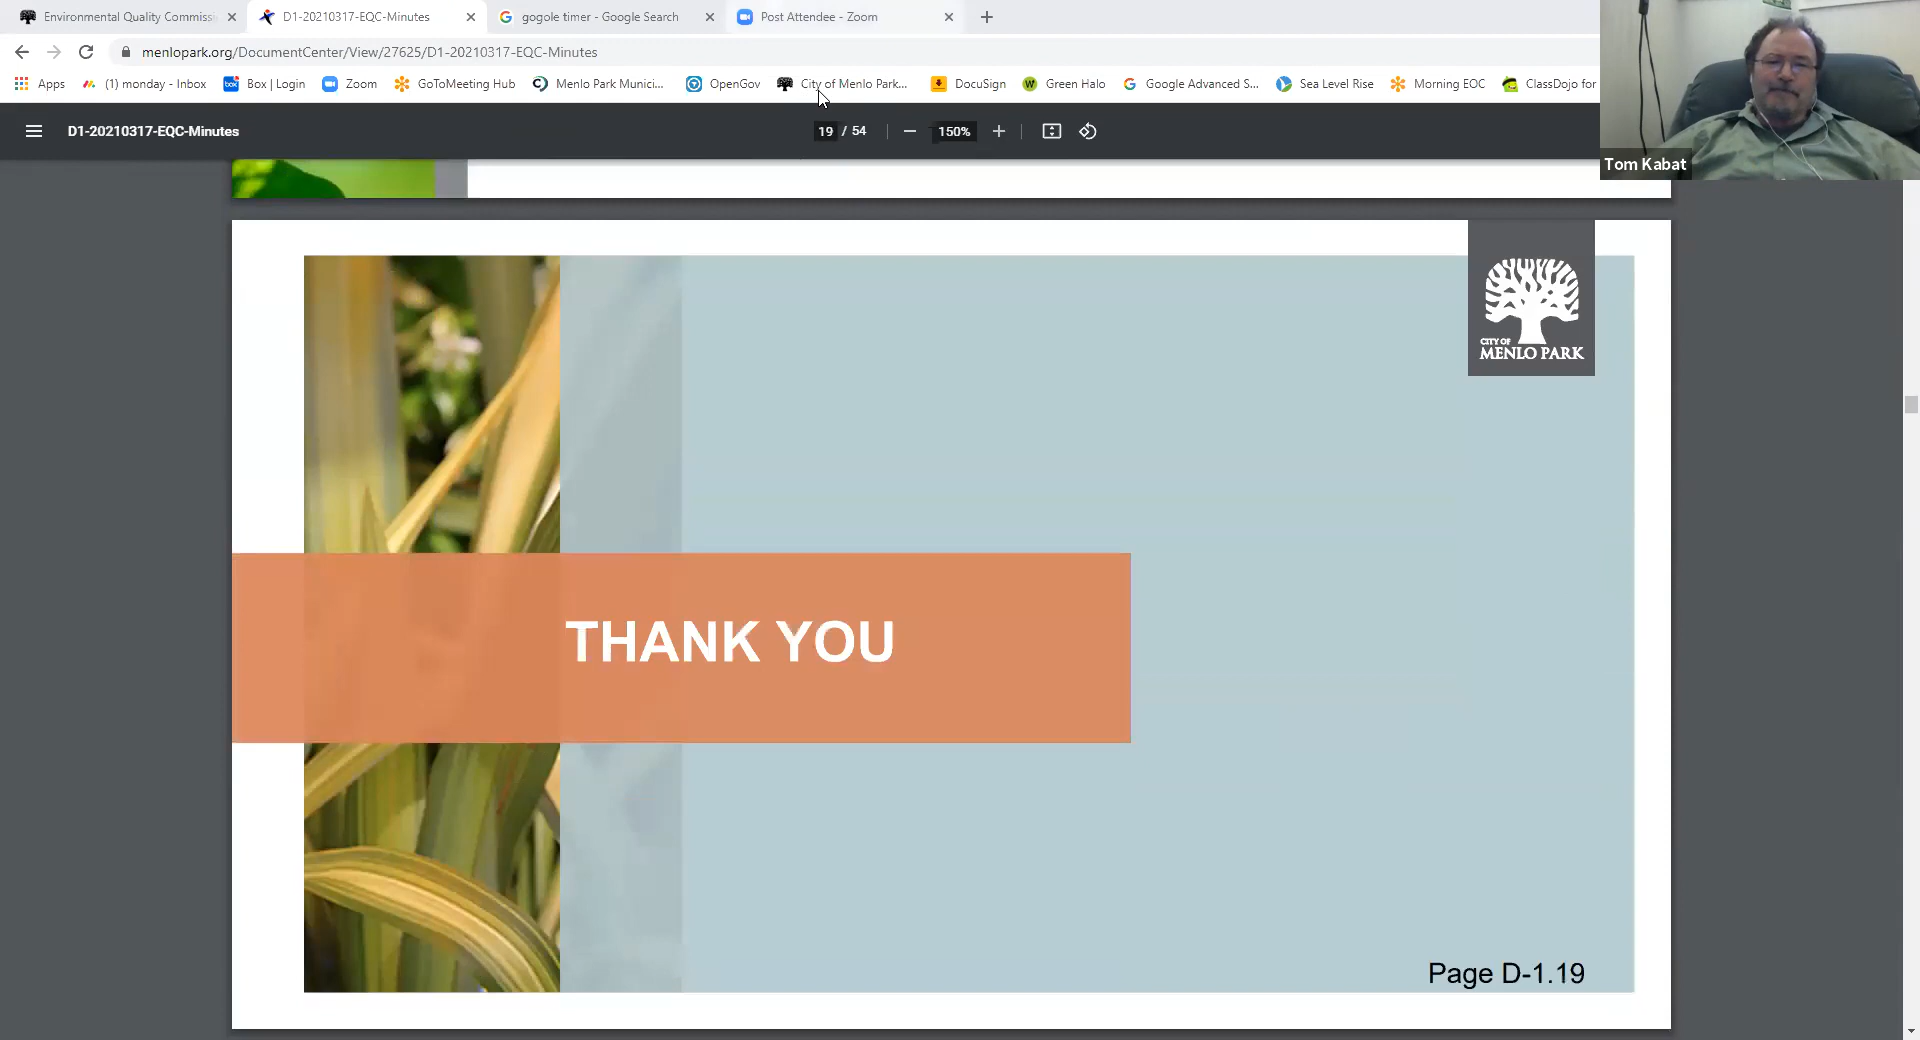 Environmental Quality Commiss
D1-20210317-EQC-Minutes
gogole timer - Google Search
Post Attendee - Zoom
menlopark.org/DocumentCenter/View/27625/D1-20210317-EQC-Minutes
Apps
(1) monday - Inbox
box
Box | Login
Zoom
GoToMeeting Hub
Menlo Park Munici...
OpenGov
City of Menlo Park...
DocuSign
Green Halo
Google Advanced S...
Sea Level Rise
Morning EOC
ClassDojo for
D1-20210317-EQC-Minutes
19 / 54
150%
Tom Kabat
CITY OF
MENLO PARK
THANK YOU
Page D-1.19